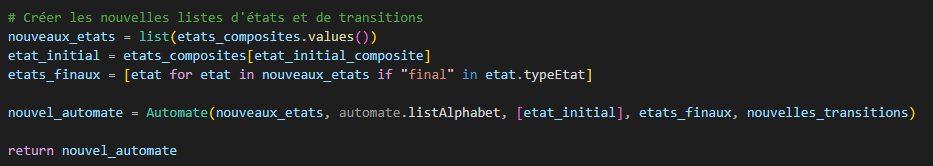 # Créer les nouvelles listes d'états et de transitions
nouveaux_etats = list(etats_composites.values())
etat_initial = etats_composites[etat_initial_composite]
etats_finaux = [etat for etat in nouveaux_etats if "final" in etat.typeEtat]
nouvel_automate = Automate(nouveaux_etats, automate.listAlphabet, [etat_initial], etats_finaux, nouvelles_transitions)
return nouvel_automate